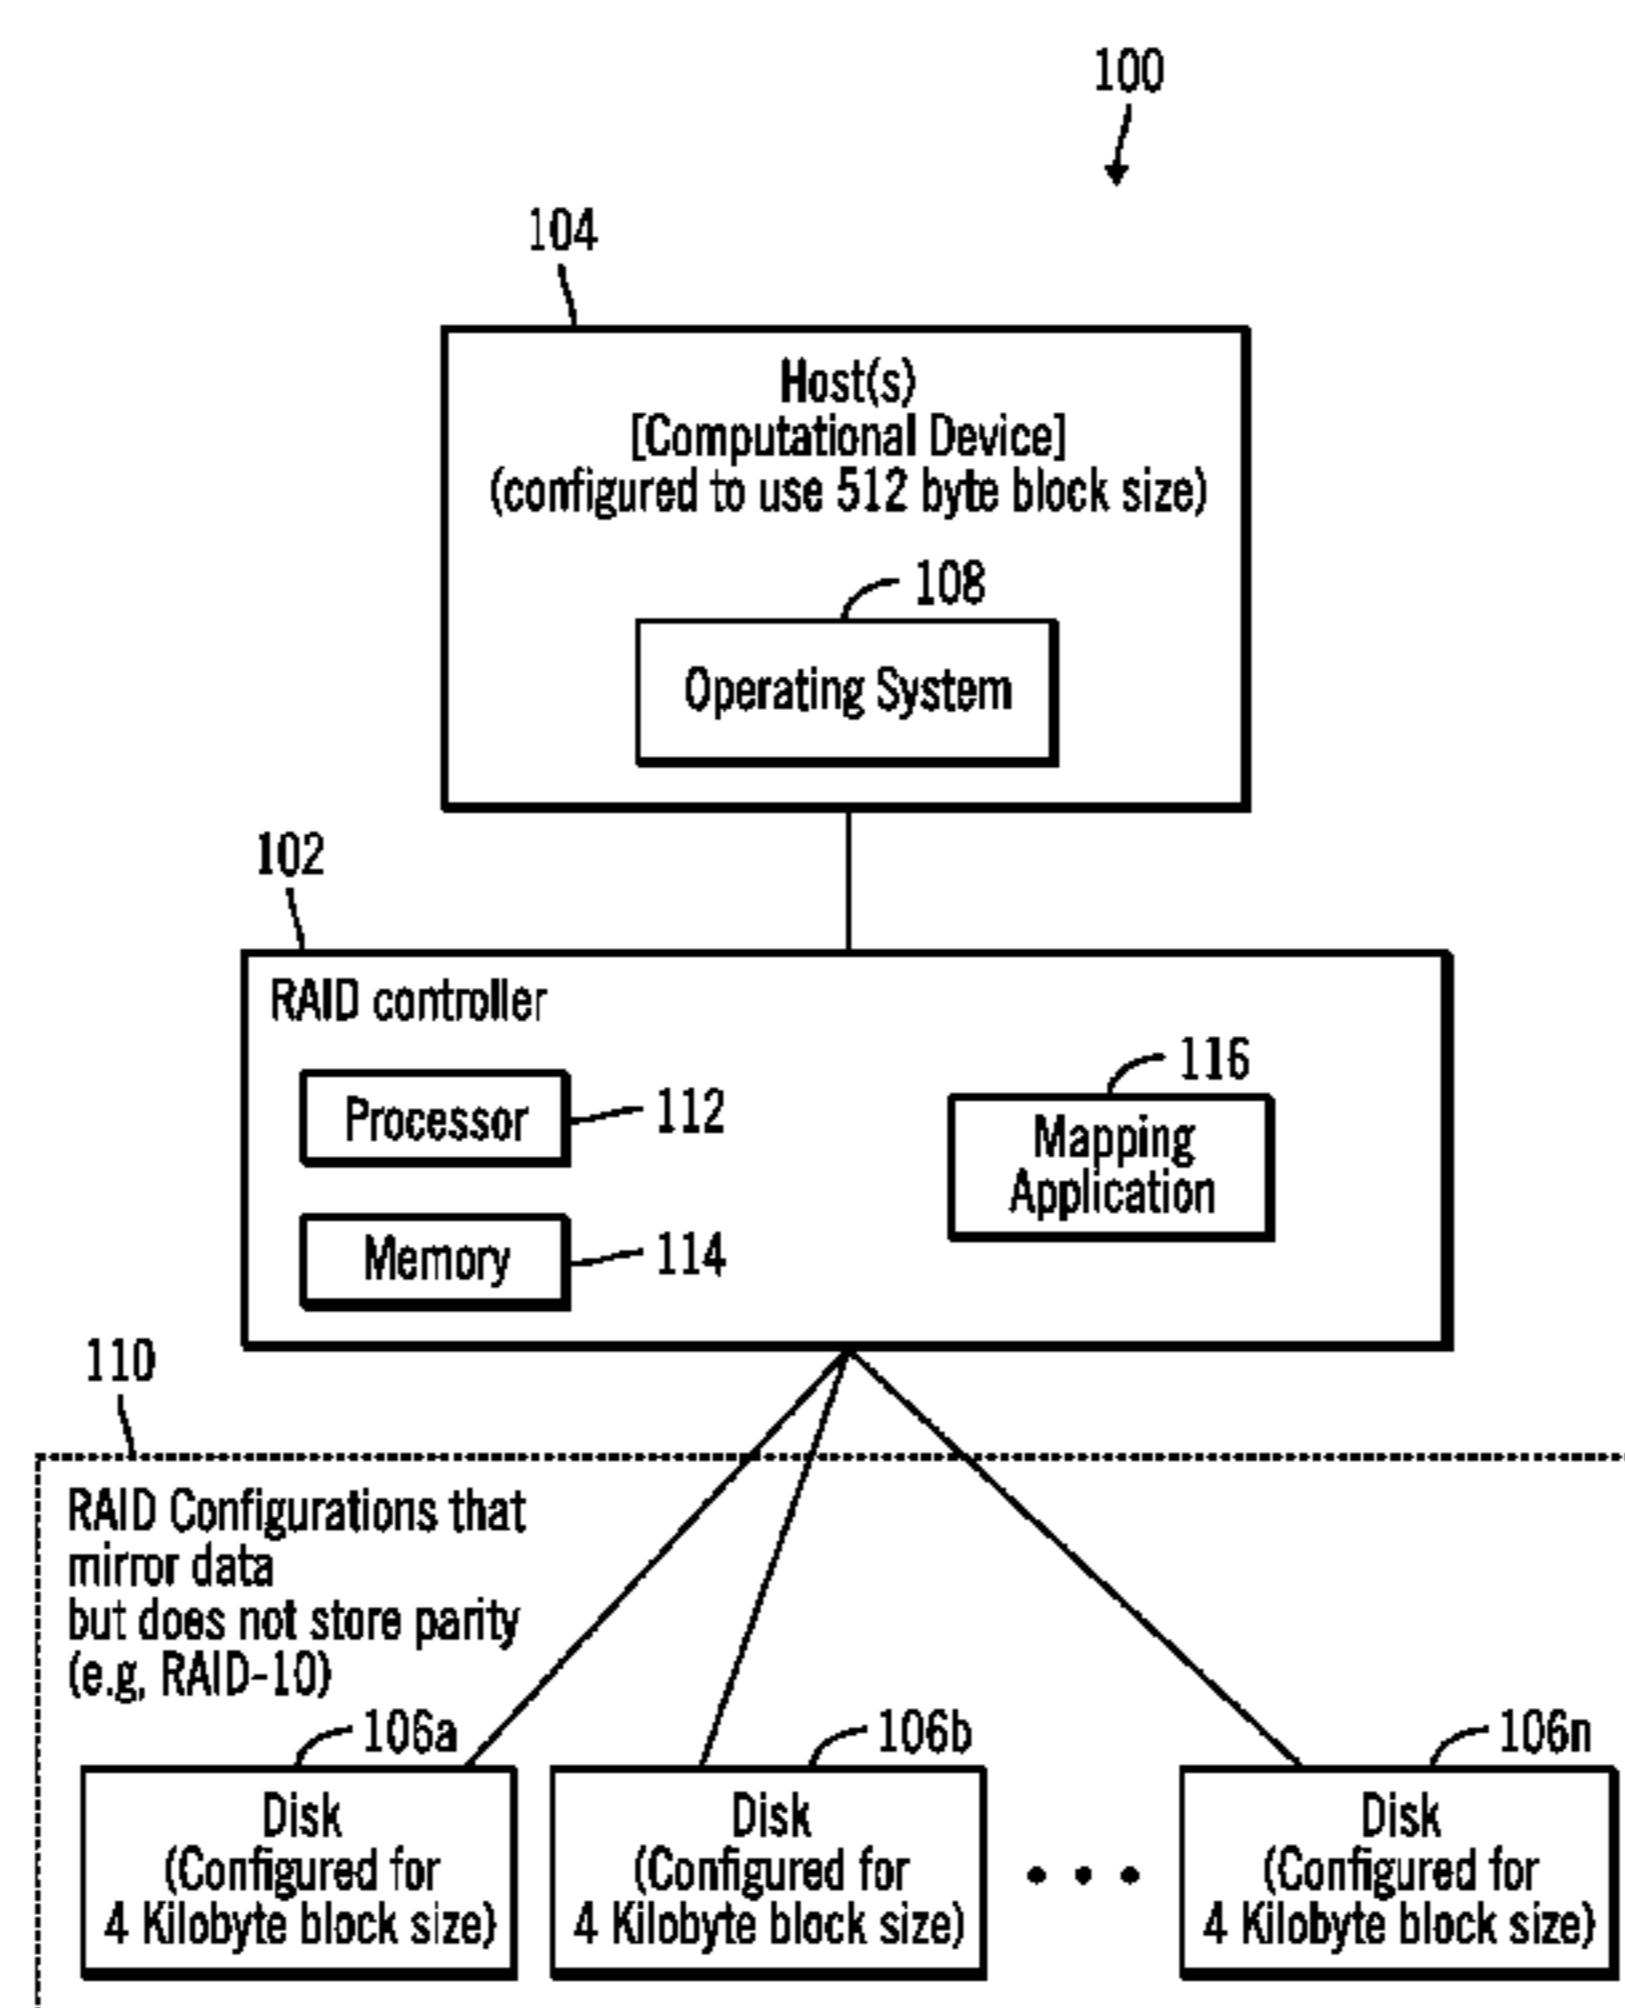 100
104
Host(s)
[Computational Device]
(configured to use 512 byte block size)
108
Operating System
102
RAID controller
116
Processor
112
Mapping
Application
Memory
114
110
RAID Configurations that
mirror data
but does not store parity
(e.g, RAID-10)
106a
106b
106n
Disk
(Configured for
4 Kilobyte block size)
Disk
(Configured for
4 Kilobyte block size)
Disk
(Configured for
4 Kilobyte block size)